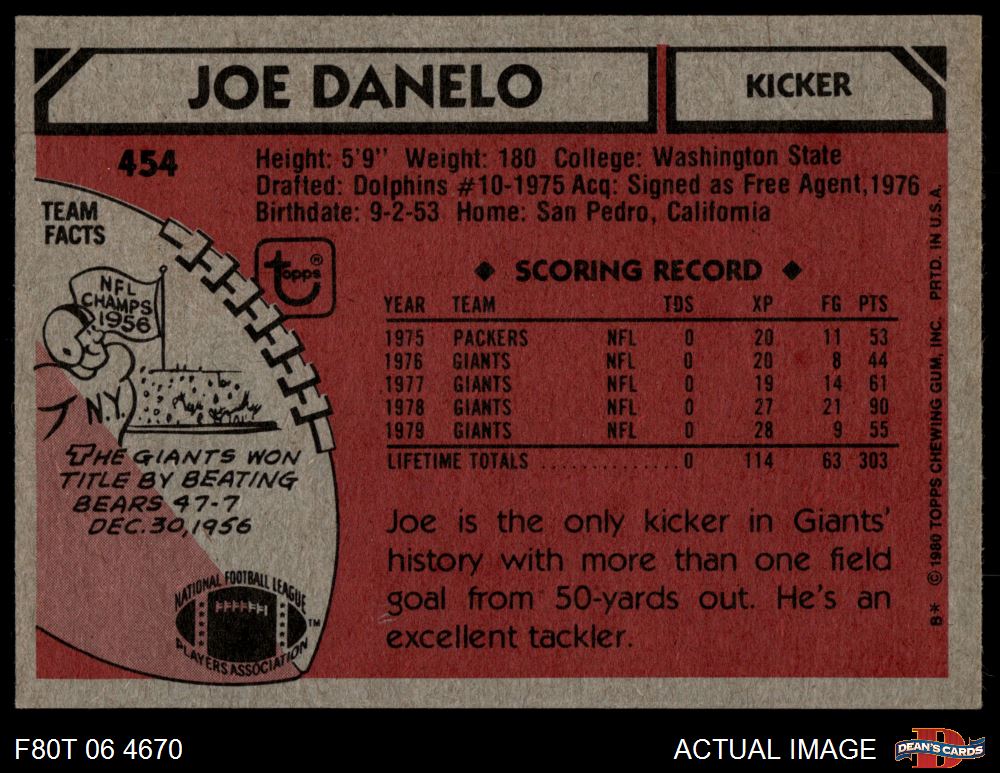 JOE DANELO
KICKER
454
Height: 5'9" Weight: 180 College: Washington State
Drafted: Dolphins #10-1975 Acq: Signed as Free Agent, 1976
Birthdate: 9-2-53 Home: San Pedro, California
TEAM
FACTS
NFL
CHAMPS
1956
N.Y.
THE GIANTS WON
TITLE BY BEATING
BEARS 47-7
DEC. 30, 1956
topps®
◆ SCORING RECORD ◆
YEAR TEAM TDS XP FG PTS
1975 PACKERS NFL 0 20 11 53
1976 GIANTS NFL 0 20 8 44
1977 GIANTS NFL 0 19 14 61
1978 GIANTS NFL 0 27 21 90
1979 GIANTS NFL 0 28 9 55
LIFETIME TOTALS ..............0 114 63 303
Joe is the only kicker in Giants'
history with more than one field
goal from 50-yards out. He's an
excellent tackler.
NATIONAL FOOTBALL LEAGUE
PLAYERS ASSOCIATION
TM
B* © 1980 TOPPS CHEWING GUM, INC. PRTD. IN U.S.A.
F80T 06 4670
ACTUAL IMAGE
D
DEAN'S CARDS